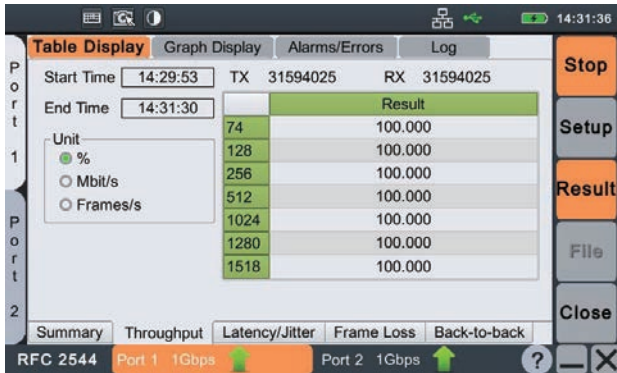 14:31:36
Port 1
Port 2
Table Display Graph Display Alarms/Errors Log
Start Time 14:29:53 TX 31594025 RX 31594025
End Time 14:31:30
Unit
%
Mbit/s
Frames/s
Result
74 100.000
128 100.000
256 100.000
512 100.000
1024 100.000
1280 100.000
1518 100.000
Summary Throughput Latency/Jitter Frame Loss Back-to-back
Stop
Setup
Result
File
Close
RFC 2544 Port 1 1Gbps Port 2 1Gbps ?